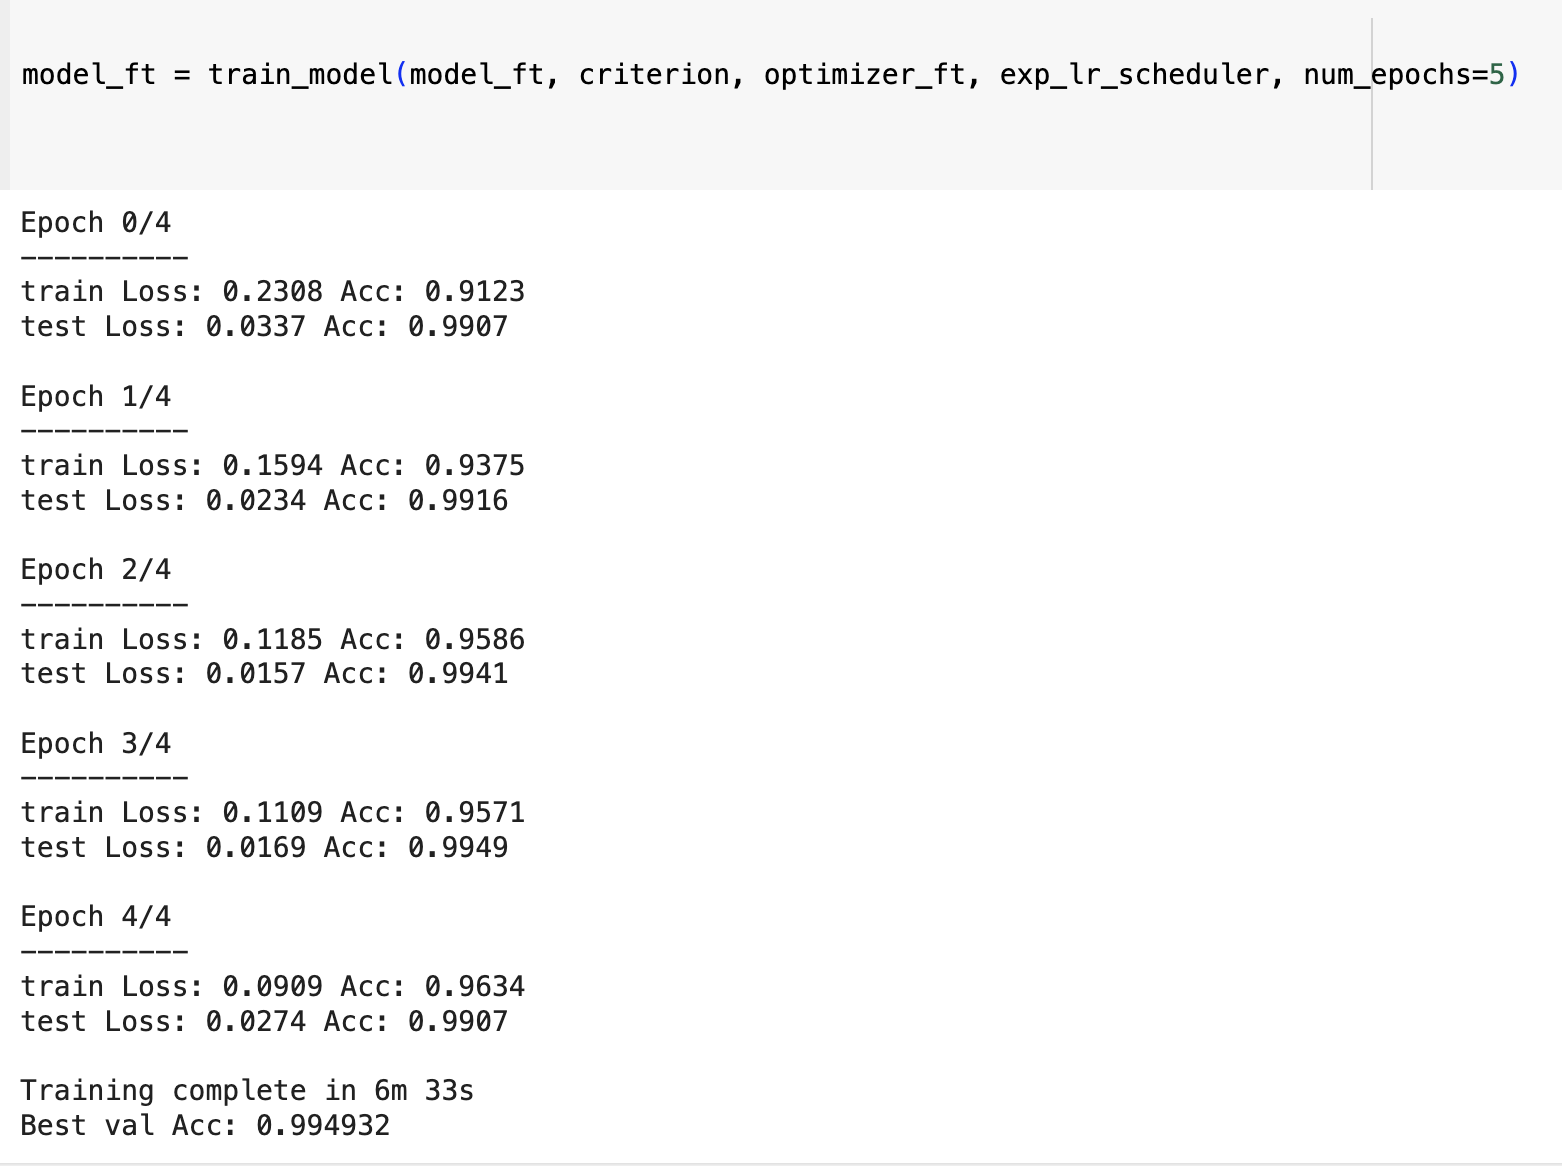 model_ft = train_model(model_ft, criterion, optimizer_ft, exp_lr_scheduler, num_epochs=5)
Epoch 0/4
----------
train Loss: 0.2308 Acc: 0.9123
test Loss: 0.0337 Acc: 0.9907
Epoch 1/4
----------
train Loss: 0.1594 Acc: 0.9375
test Loss: 0.0234 Acc: 0.9916
Epoch 2/4
----------
train Loss: 0.1185 Acc: 0.9586
test Loss: 0.0157 Acc: 0.9941
Epoch 3/4
----------
train Loss: 0.1109 Acc: 0.9571
test Loss: 0.0169 Acc: 0.9949
Epoch 4/4
----------
train Loss: 0.0909 Acc: 0.9634
test Loss: 0.0274 Acc: 0.9907
Training complete in 6m 33s
Best val Acc: 0.994932